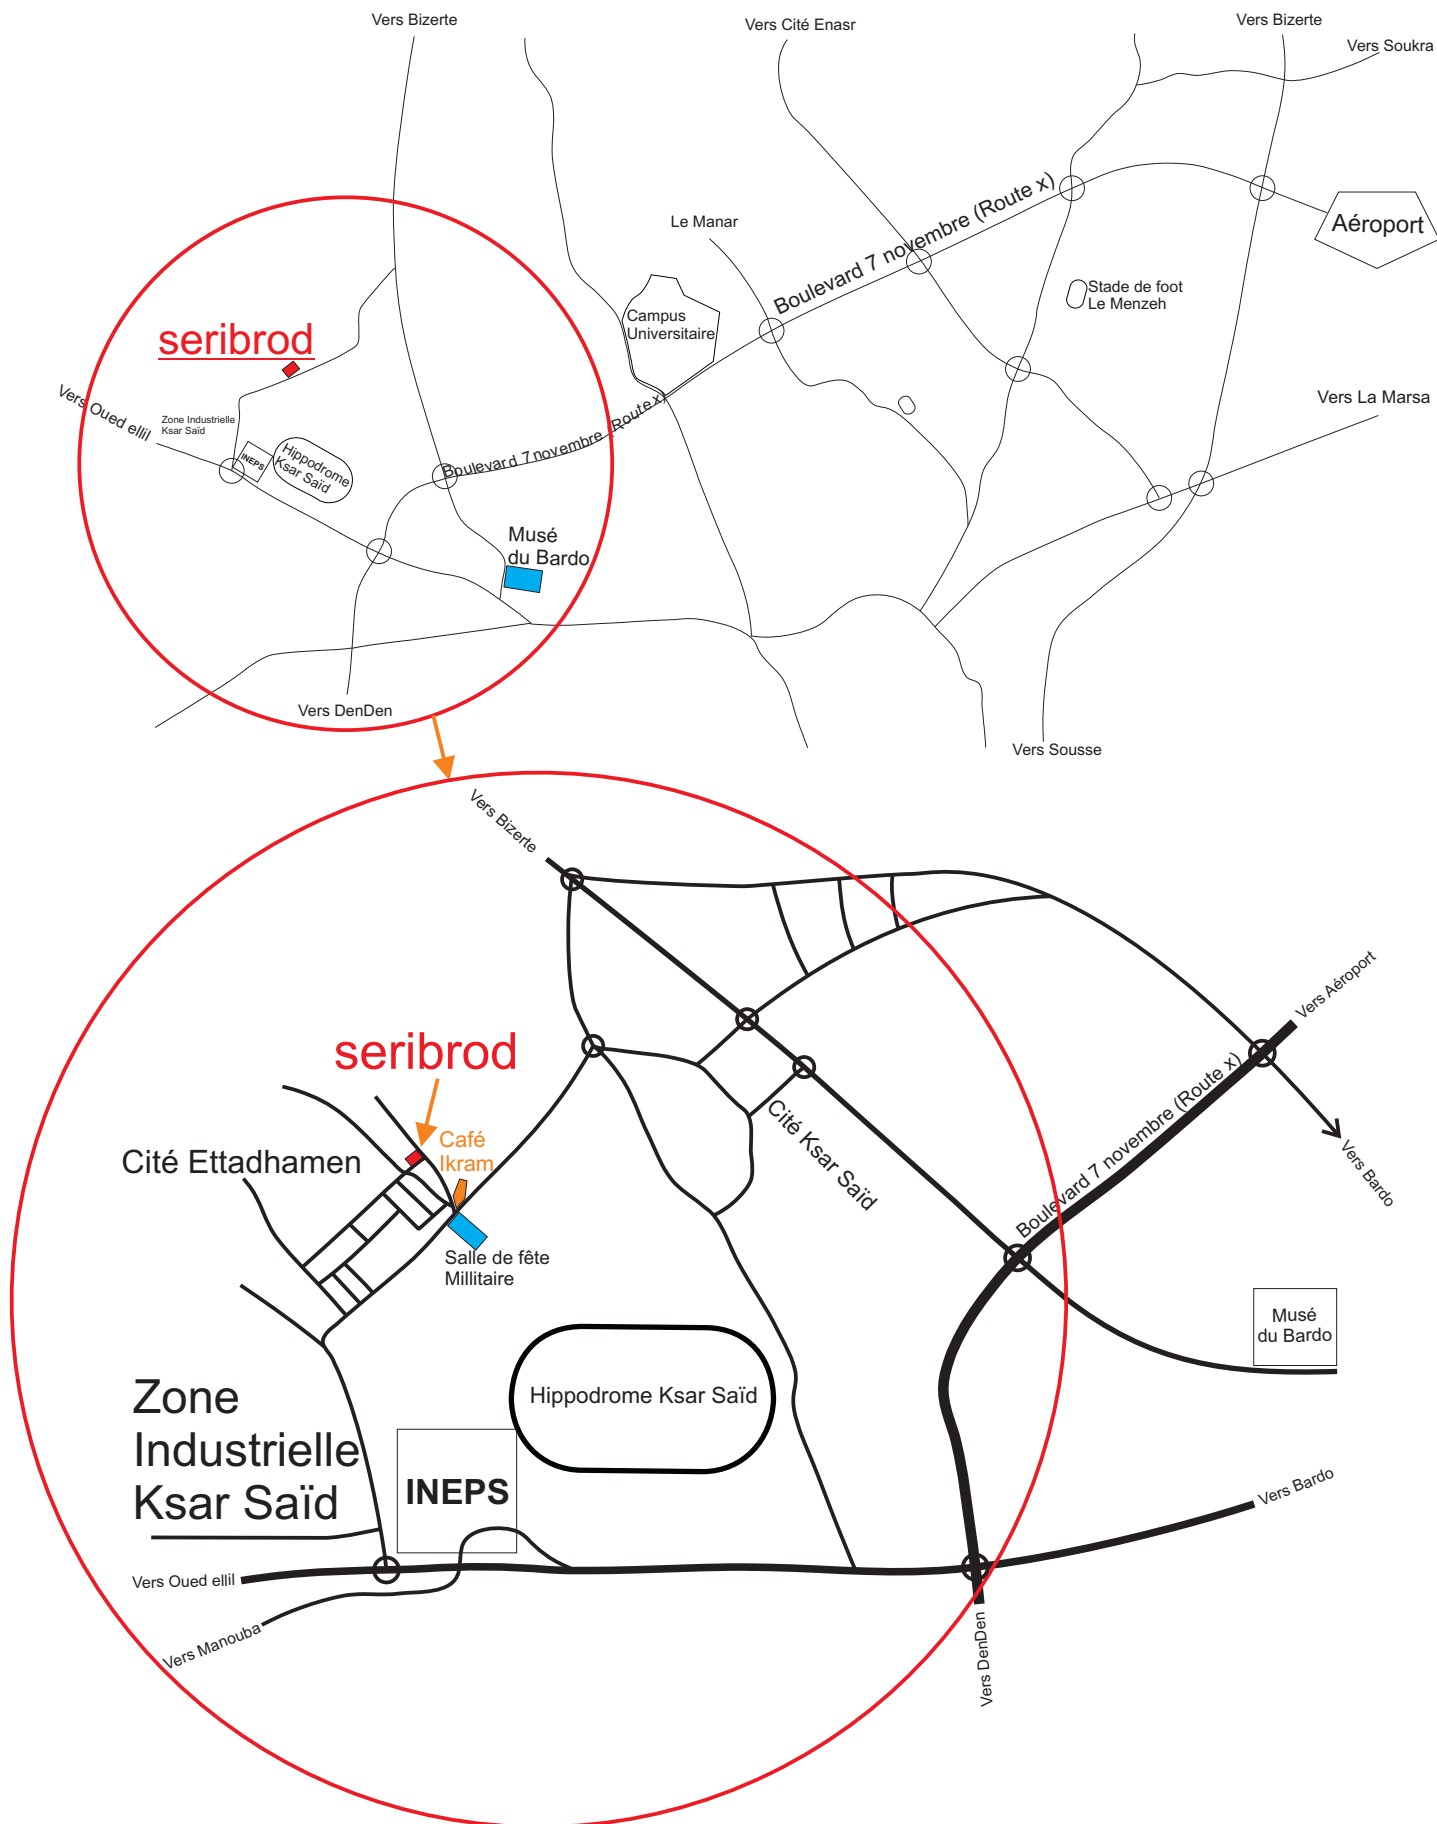 Vers Bizerte
Vers Cité Enasr
Vers Bizerte
Vers Soukra
Le Manar
Boulevard 7 novembre (Route x)
Aéroport
Stade de foot
Le Menzeh
Campus
Universitaire
seribrod
Vers Oued ellil
Zone Industrielle
Ksar Saïd
INEPS
Hippodrome
Ksar Saïd
Boulevard 7 novembre (Route x)
Vers La Marsa
Musé
du Bardo
Vers DenDen
Vers Sousse
Vers Bizerte
Vers Aéroport
seribrod
Café
Ikram
Cité Ettadhamen
Cité Ksar Saïd
Boulevard 7 novembre (Route x)
Vers Bardo
Salle de fête
Millitaire
Musé
du Bardo
Hippodrome Ksar Saïd
Zone
Industrielle
Ksar Saïd
INEPS
Vers Bardo
Vers Oued ellil
Vers Manouba
Vers DenDen